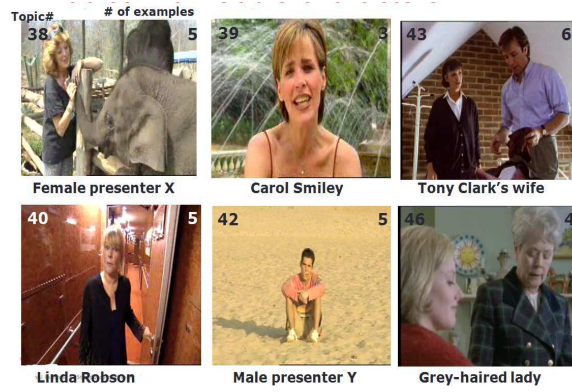 Topic# # of examples
38 5
39 3
43 6
Female presenter X
Carol Smiley
Tony Clark's wife
40 5
42 5
46 4
Linda Robson
Male presenter Y
Grey-haired lady